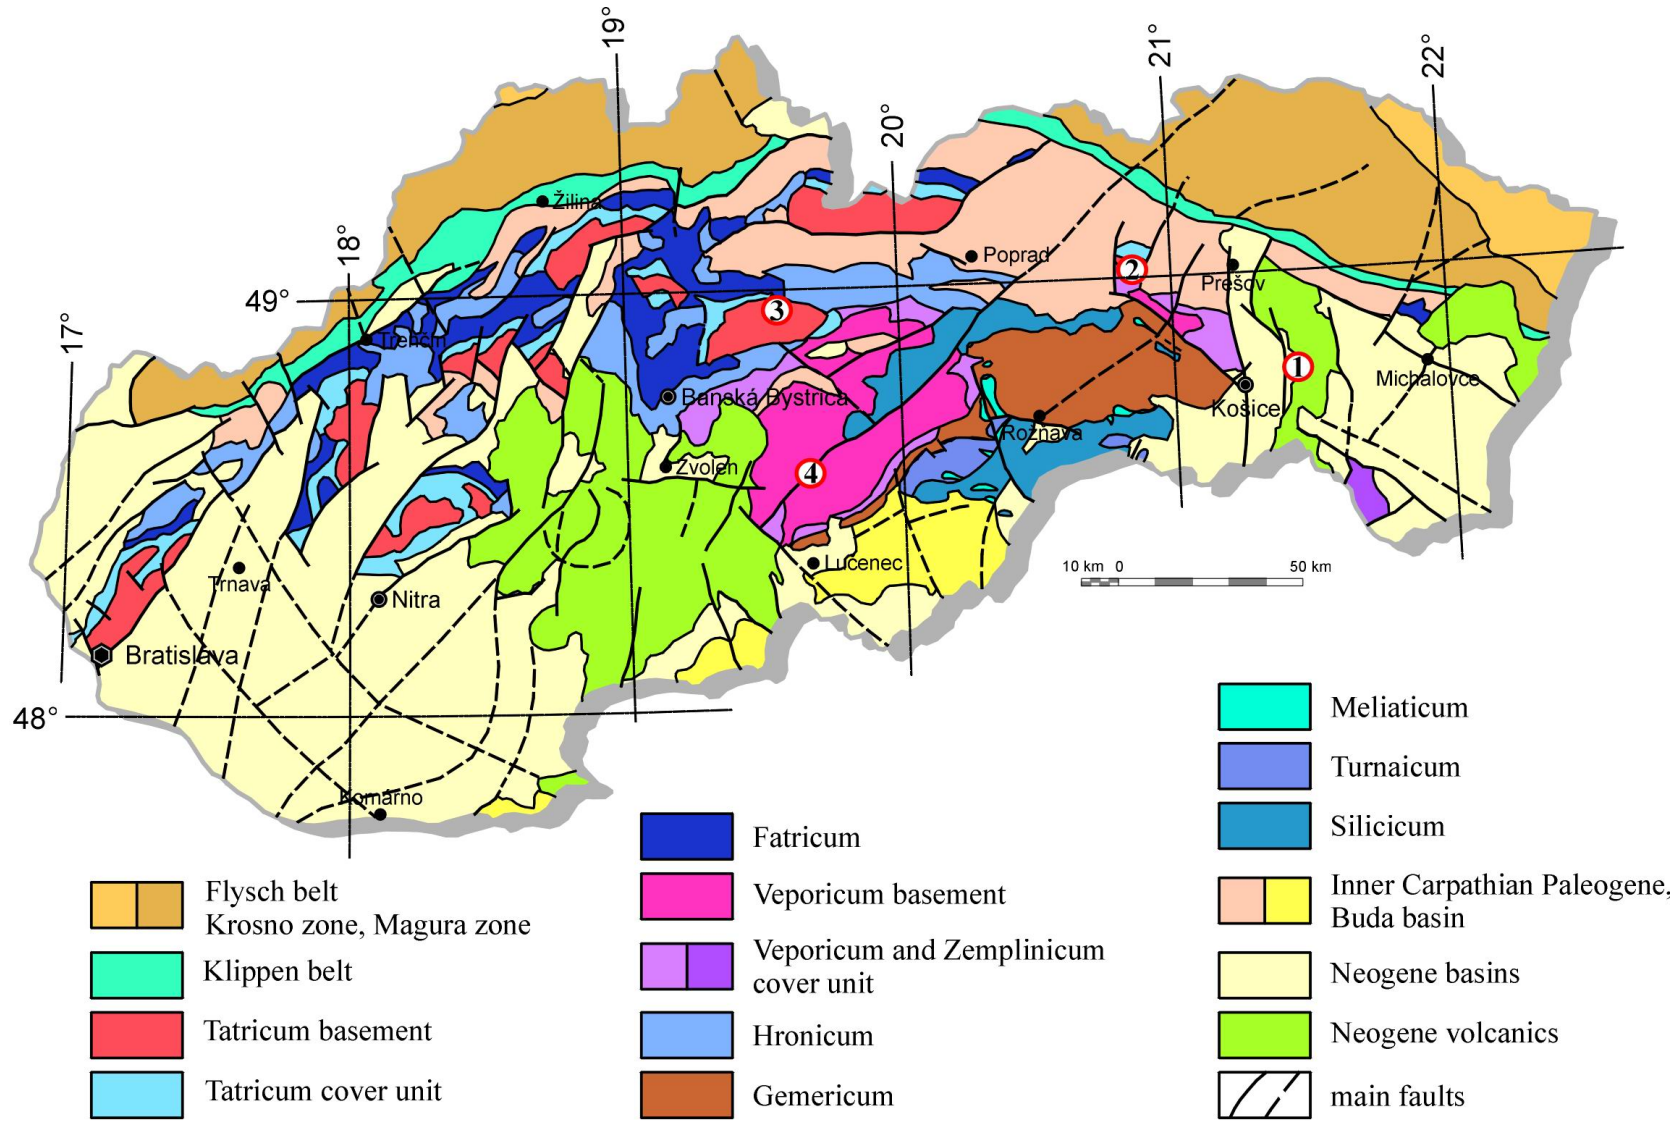 19°
21°
22°
20°
18°
17°
49°
48°
Žilina
Poprad
2
Prešov
3
Trenčín
1
Michalovce
Košice
Banská Bystrica
Rožňava
Zvolen
4
Lučenec
Trnava
Nitra
Bratislava
Komárno
10 km 0 50 km
Flysch belt
Krosno zone, Magura zone
Klippen belt
Tatricum basement
Tatricum cover unit
Fatricum
Veporicum basement
Veporicum and Zemplinicum
cover unit
Hronicum
Gemericum
Meliaticum
Turnaicum
Silicicum
Inner Carpathian Paleogene,
Buda basin
Neogene basins
Neogene volcanics
main faults